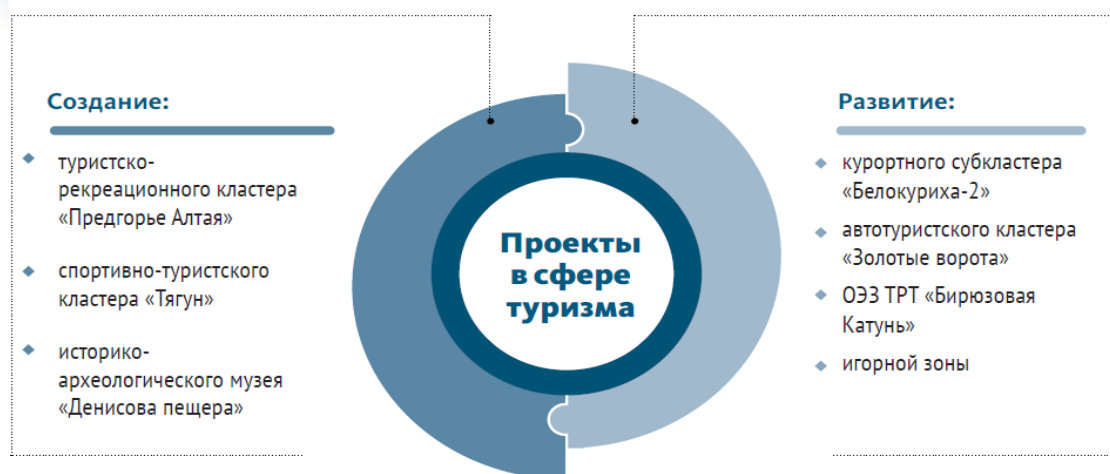 Создание:
туристско-
рекреационного кластера
«Предгорье Алтая»
спортивно-туристского
кластера «Тягун»
историко-
археологического музея
«Денисова пещера»
Проекты
в сфере
туризма
Развитие:
курортного субкластера
«Белокуриха-2»
автотуристского кластера
«Золотые ворота»
ОЭЗ ТРТ «Бирюзовая
Катунь»
игорной зоны